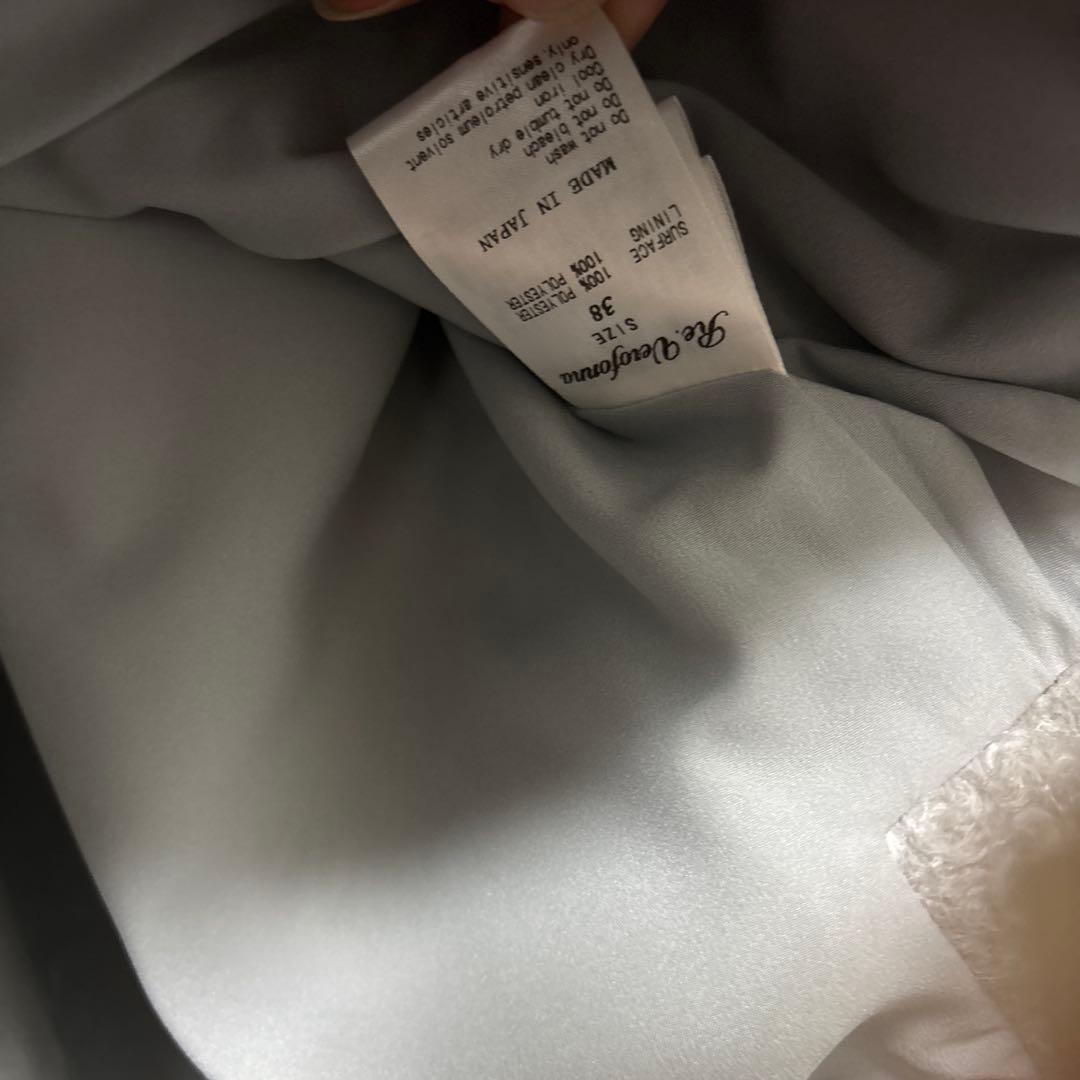 Re.Verofonna
SIZE
38
SURFACE 100% POLYESTER
LINING 100% POLYESTER
MADE IN JAPAN
Do not wash
Do not bleach
Do not tumble dry
Cool iron
Dry clean petroleum solvent
only, sensitive articles